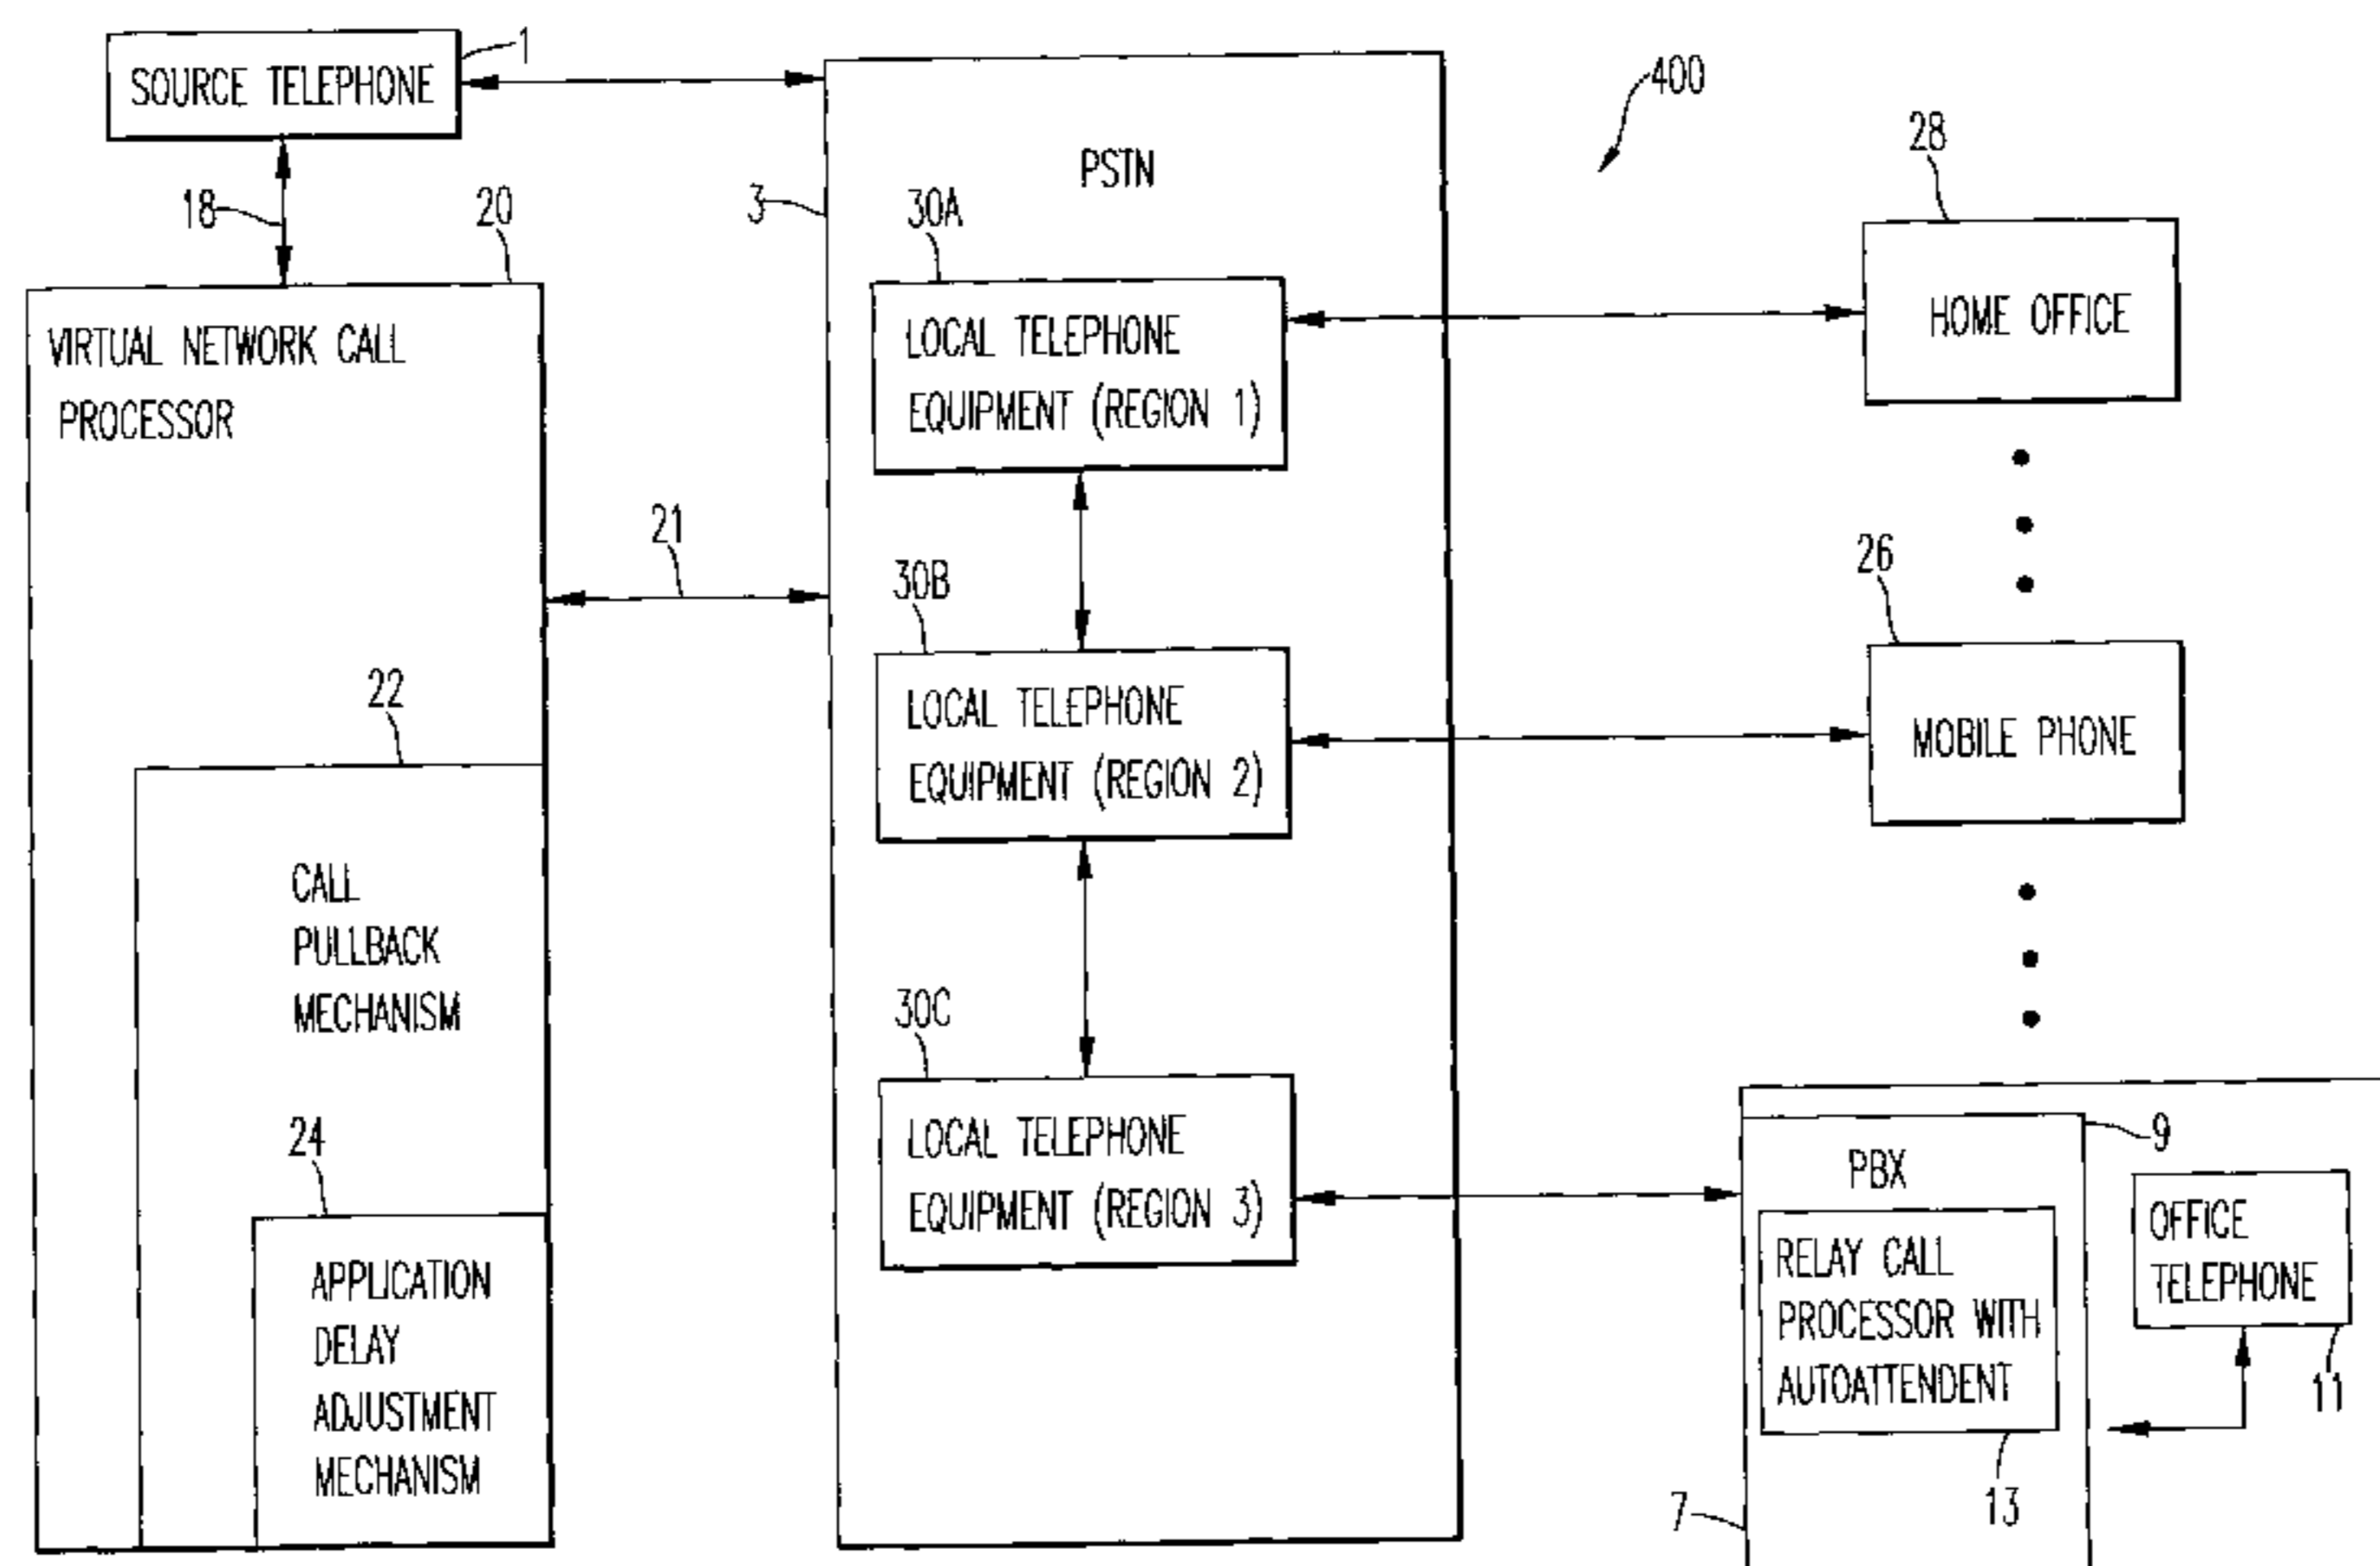 SOURCE TELEPHONE
1
18
20
VIRTUAL NETWORK CALL
PROCESSOR
21
22
CALL
PULLBACK
MECHANISM
24
APPLICATION
DELAY
ADJUSTMENT
MECHANISM
3
PSTN
400
30A
LOCAL TELEPHONE
EQUIPMENT (REGION 1)
30B
LOCAL TELEPHONE
EQUIPMENT (REGION 2)
30C
LOCAL TELEPHONE
EQUIPMENT (REGION 3)
28
HOME OFFICE
26
MOBILE PHONE
9
PBX
RELAY CALL
PROCESSOR WITH
AUTOATTENDENT
OFFICE
TELEPHONE
11
13
7